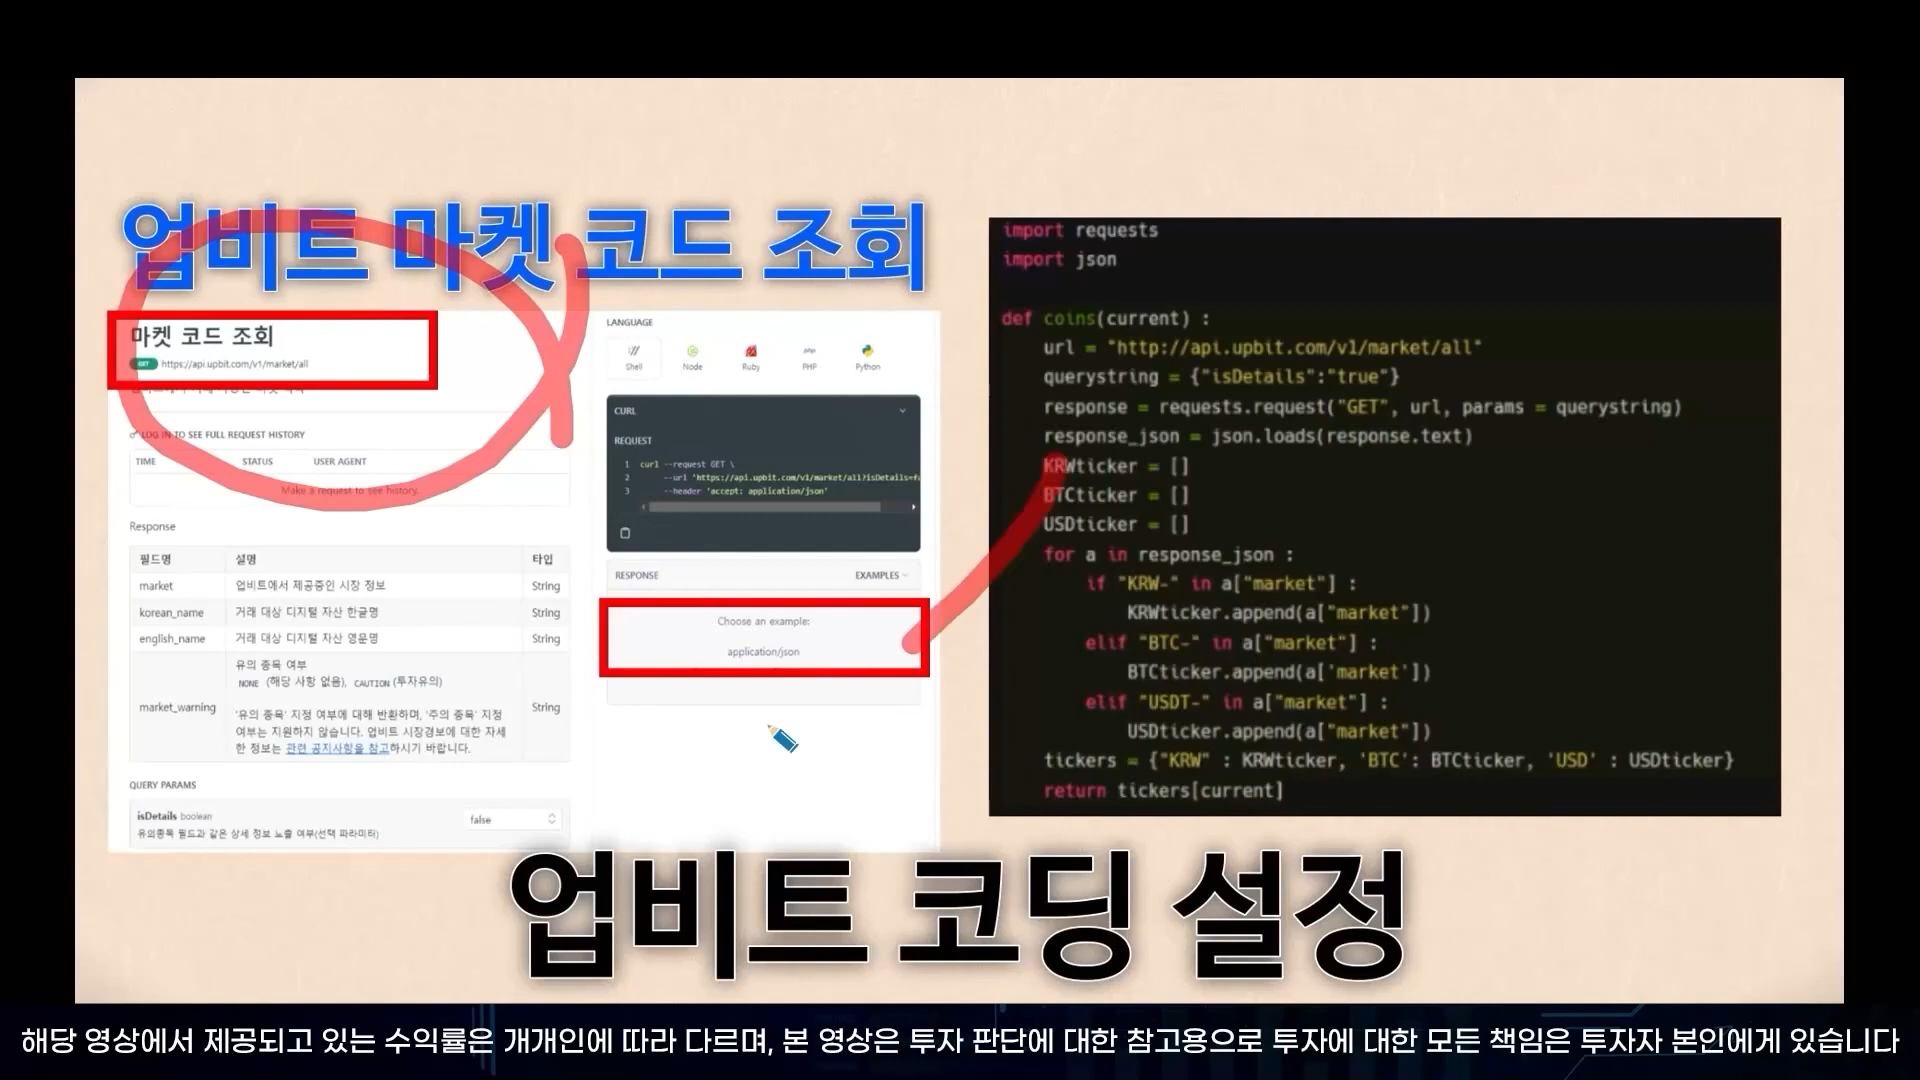 업비트 마켓 코드 조회
마켓 코드 조회
GET https://api.upbit.com/v1/market/all
LOG IN TO SEE FULL REQUEST HISTORY
TIME STATUS USER AGENT
Make a request to see history.
Response
필드명 설명 타입
market 업비트에서 제공중인 시장 정보 String
korean_name 거래 대상 디지털 자산 한글명 String
english_name 거래 대상 디지털 자산 영문명 String
market_warning
유의 종목 여부
NONE (해당 사항 없음), CAUTION (투자유의)
'유의 종목' 지정 여부에 대해 반환하며, '주의 종목' 지정
여부는 지원하지 않습니다. 업비트 시장경보에 대한 자세
한 정보는 관련 공지사항을 참고하시기 바랍니다.
String
QUERY PARAMS
isDetails boolean
유의종목 필드과 같은 상세 정보 노출 여부(선택 파라미터)
false
LANGUAGE
Shell Node Ruby PHP Python
CURL
REQUEST
1 curl --request GET \
2 --url 'https://api.upbit.com/v1/market/all?isDetails=f
3 --header 'accept: application/json'
RESPONSE EXAMPLES
Choose an example:
application/json
import requests
import json
def coins(current) :
url = "http://api.upbit.com/v1/market/all"
querystring = {"isDetails":"true"}
response = requests.request("GET", url, params = querystring)
response_json = json.loads(response.text)
KRWticker = []
BTCticker = []
USDticker = []
for a in response_json :
if "KRW-" in a["market"] :
KRWticker.append(a["market"])
elif "BTC-" in a["market"] :
BTCticker.append(a['market'])
elif "USDT-" in a["market"] :
USDticker.append(a["market"])
tickers = {"KRW" : KRWticker, 'BTC': BTCticker, 'USD' : USDticker}
return tickers[current]
업비트 코딩 설정
해당 영상에서 제공되고 있는 수익률은 개개인에 따라 다르며, 본 영상은 투자 판단에 대한 참고용으로 투자에 대한 모든 책임은 투자자 본인에게 있습니다